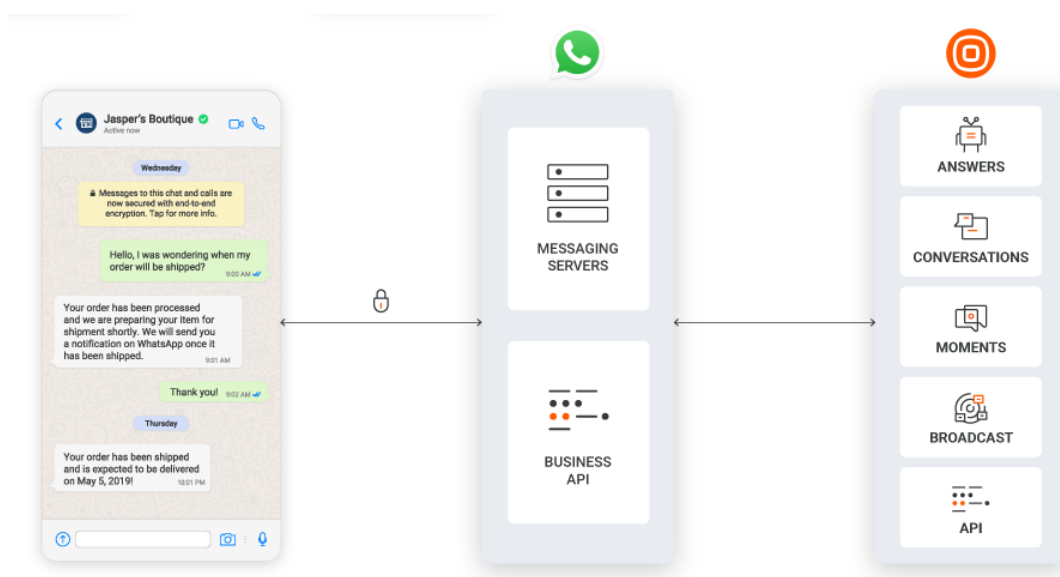 Jasper's Boutique
Active now
Wednesday
Messages to this chat and calls are
now secured with end-to-end
encryption. Tap for more info.
Hello, I was wondering when my
order will be shipped?
9:00 AM
Your order has been processed
and we are preparing your item for
shipment shortly. We will send you
a notification on WhatsApp once it
has been shipped.
9:01 AM
Thank you!
9:02 AM
Thursday
Your order has been shipped
and is expected to be delivered
on May 5, 2019!
10:01 PM
MESSAGING
SERVERS
BUSINESS
API
ANSWERS
CONVERSATIONS
MOMENTS
BROADCAST
API